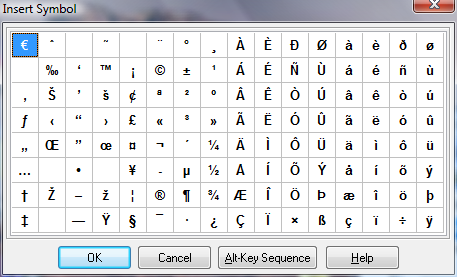 Insert Symbol
€ ˆ ˜ ¨ ° ¸ À È Ð Ø à è ð ø
‰ ‘ ™ ¡ © ± ¹ Á É Ñ Ù á é ñ ù
‚ Š ’ š ¢ ª ² º Â Ê Ò Ú â ê ò ú
ƒ ‹ “ › £ « ³ » Ã Ë Ó Û ã ë ó û
„ Œ ” œ ¤ ¬ ´ ¼ Ä Ì Ô Ü ä ì ô ü
… • ¥ - µ ½ Å Í Õ Ý å í õ ý
† Ž – ž ¦ ® ¶ ¾ Æ Î Ö Þ æ î ö þ
‡ — Ÿ § ¯ · ¿ Ç Ï × ß ç ï ÷ ÿ
OK Cancel Alt-Key Sequence Help